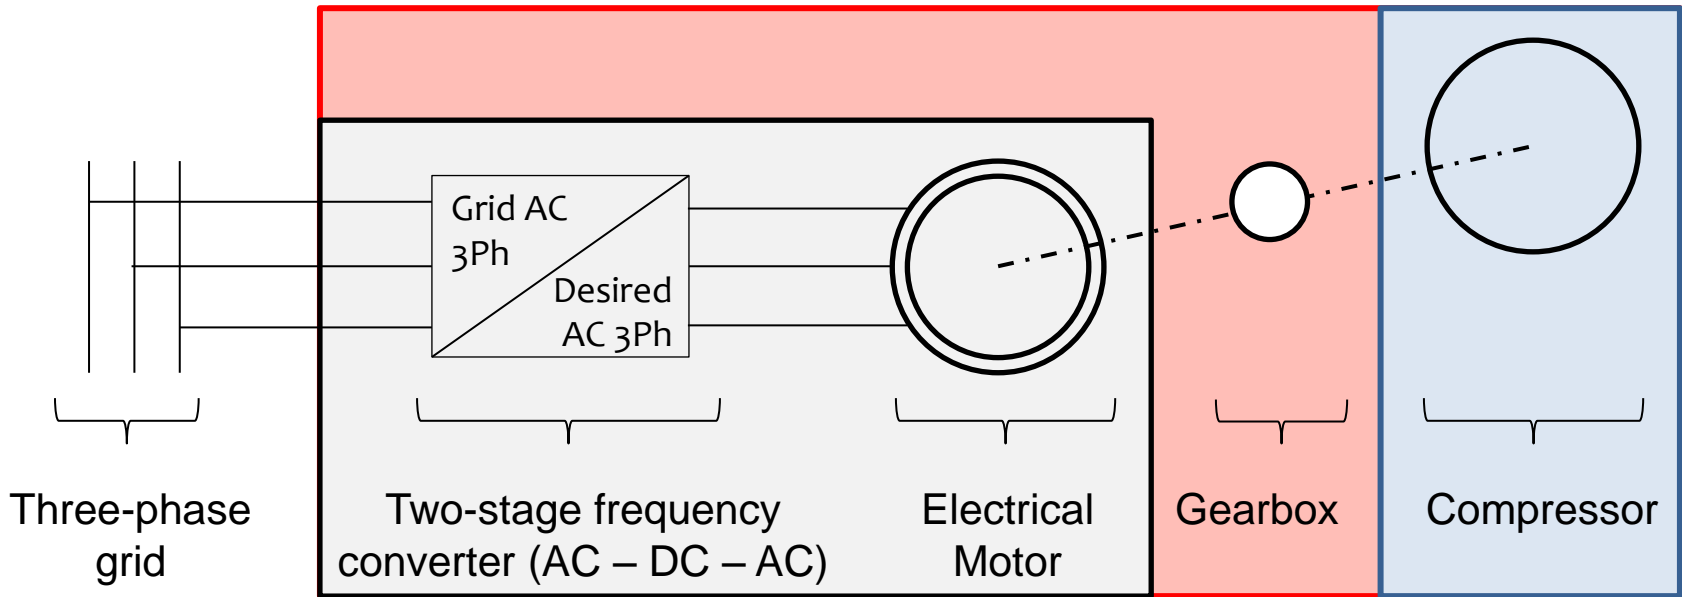 Grid AC
3Ph
Desired
AC 3Ph
Three-phase
grid
Two-stage frequency
converter (AC – DC – AC)
Electrical
Motor
Gearbox
Compressor